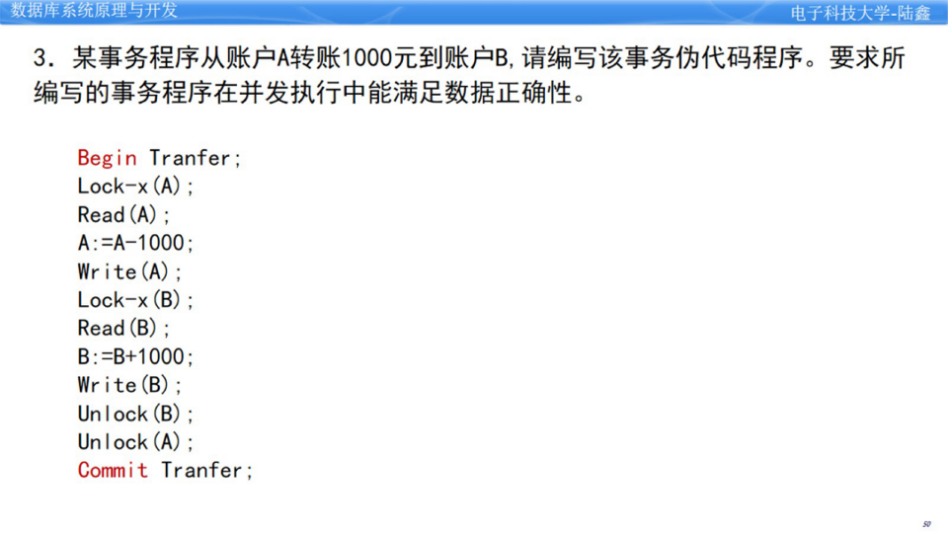 数据库系统原理与开发
电子科技大学-陆鑫
3．某事务程序从账户A转账1000元到账户B,请编写该事务伪代码程序。要求所
编写的事务程序在并发执行中能满足数据正确性。
Begin Tranfer;
Lock-x(A);
Read(A);
A:=A-1000;
Write(A);
Lock-x(B);
Read(B);
B:=B+1000;
Write(B);
Unlock(B);
Unlock(A);
Commit Tranfer;
50